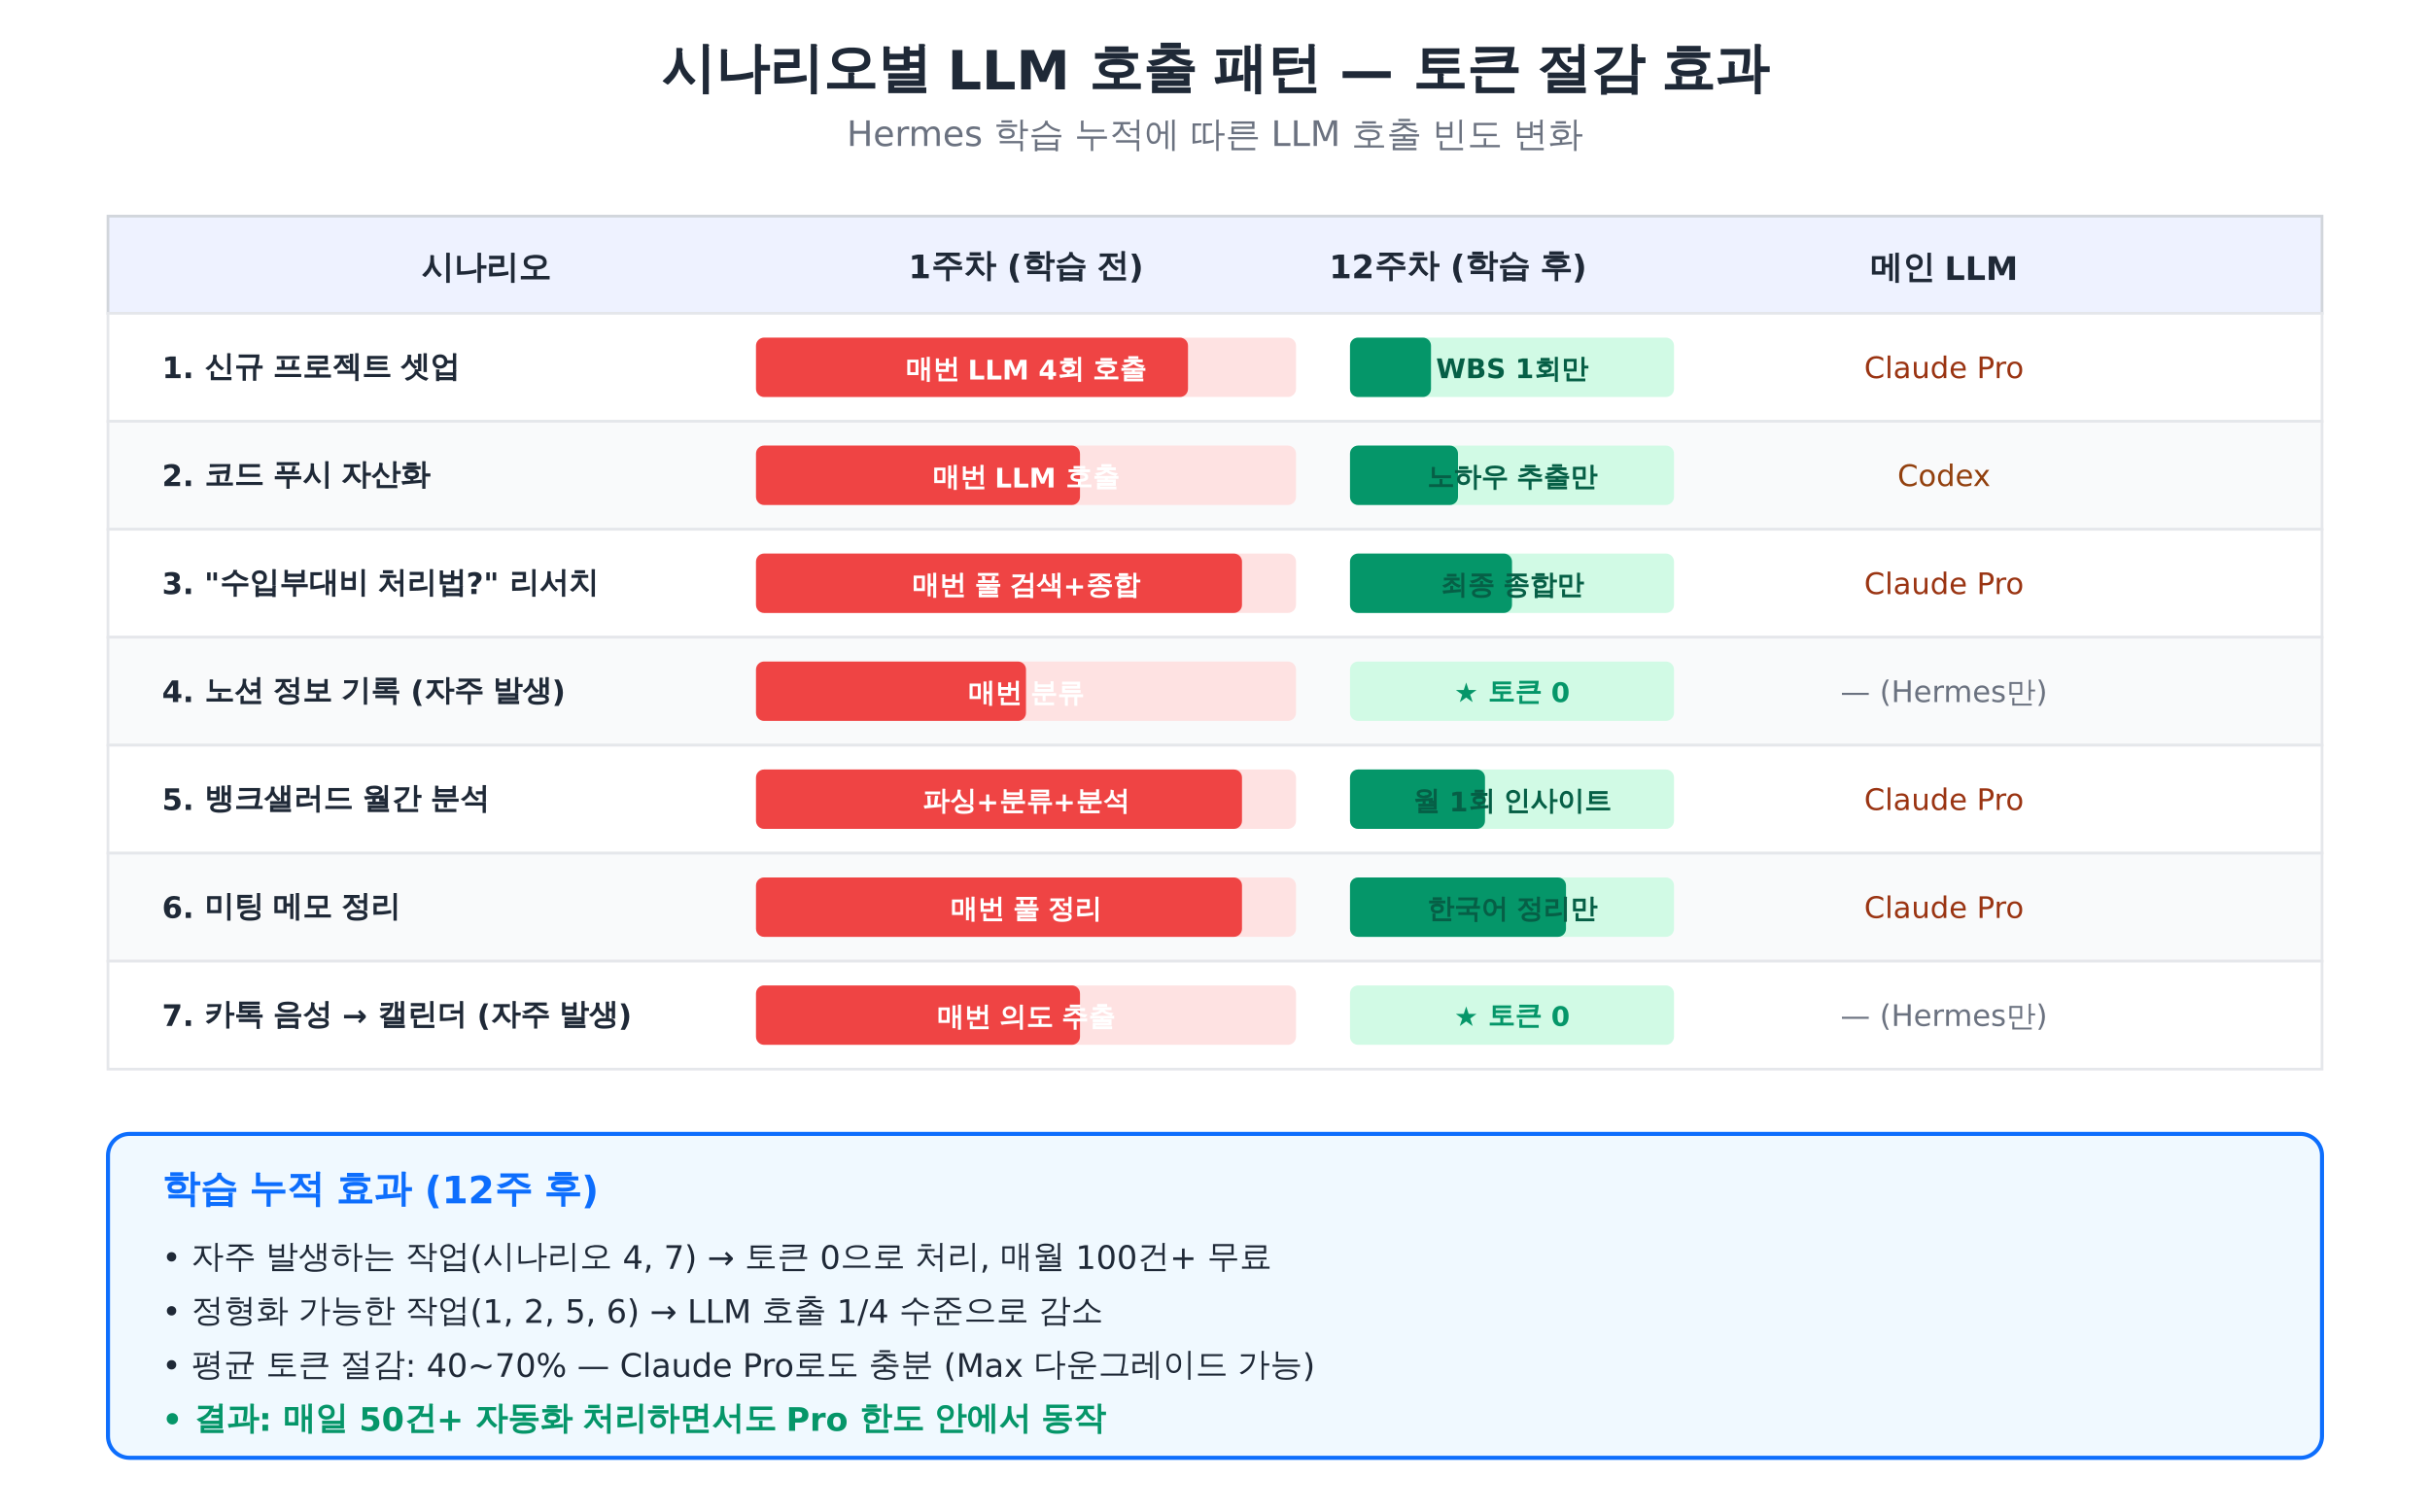 시나리오별 LLM 호출 패턴 — 토큰 절감 효과
Hermes 학습 누적에 따른 LLM 호출 빈도 변화
시나리오 1주차 (학습 전) 12주차 (학습 후) 메인 LLM
1. 신규 프로젝트 셋업 매번 LLM 4회 호출 WBS 1회만 Claude Pro
2. 코드 푸시 자산화 매번 LLM 호출 노하우 추출만 Codex
3. "수입부대비 처리법?" 리서치 매번 풀 검색+종합 최종 종합만 Claude Pro
4. 노션 정보 기록 (자주 발생) 매번 분류 ★ 토큰 0 — (Hermes만)
5. 뱅크샐러드 월간 분석 파싱+분류+분석 월 1회 인사이트 Claude Pro
6. 미팅 메모 정리 매번 풀 정리 한국어 정리만 Claude Pro
7. 카톡 음성 → 캘린더 (자주 발생) 매번 의도 추출 ★ 토큰 0 — (Hermes만)
학습 누적 효과 (12주 후)
• 자주 발생하는 작업(시나리오 4, 7) → 토큰 0으로 처리, 매월 100건+ 무료
• 정형화 가능한 작업(1, 2, 5, 6) → LLM 호출 1/4 수준으로 감소
• 평균 토큰 절감: 40~70% — Claude Pro로도 충분 (Max 다운그레이드 가능)
• 결과: 매일 50건+ 자동화 처리하면서도 Pro 한도 안에서 동작